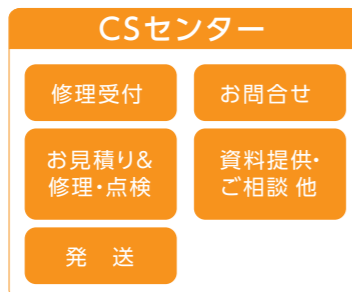 CSセンター
修理受付
お問合せ
お見積り&
修理・点検
資料提供・
ご相談 他
発　送